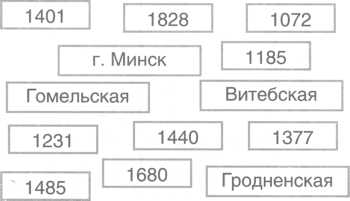 1401 1828 1072
г. Минск 1185
Гомельская Витебская
1231 1440 1377
1485 1680 Гродненская